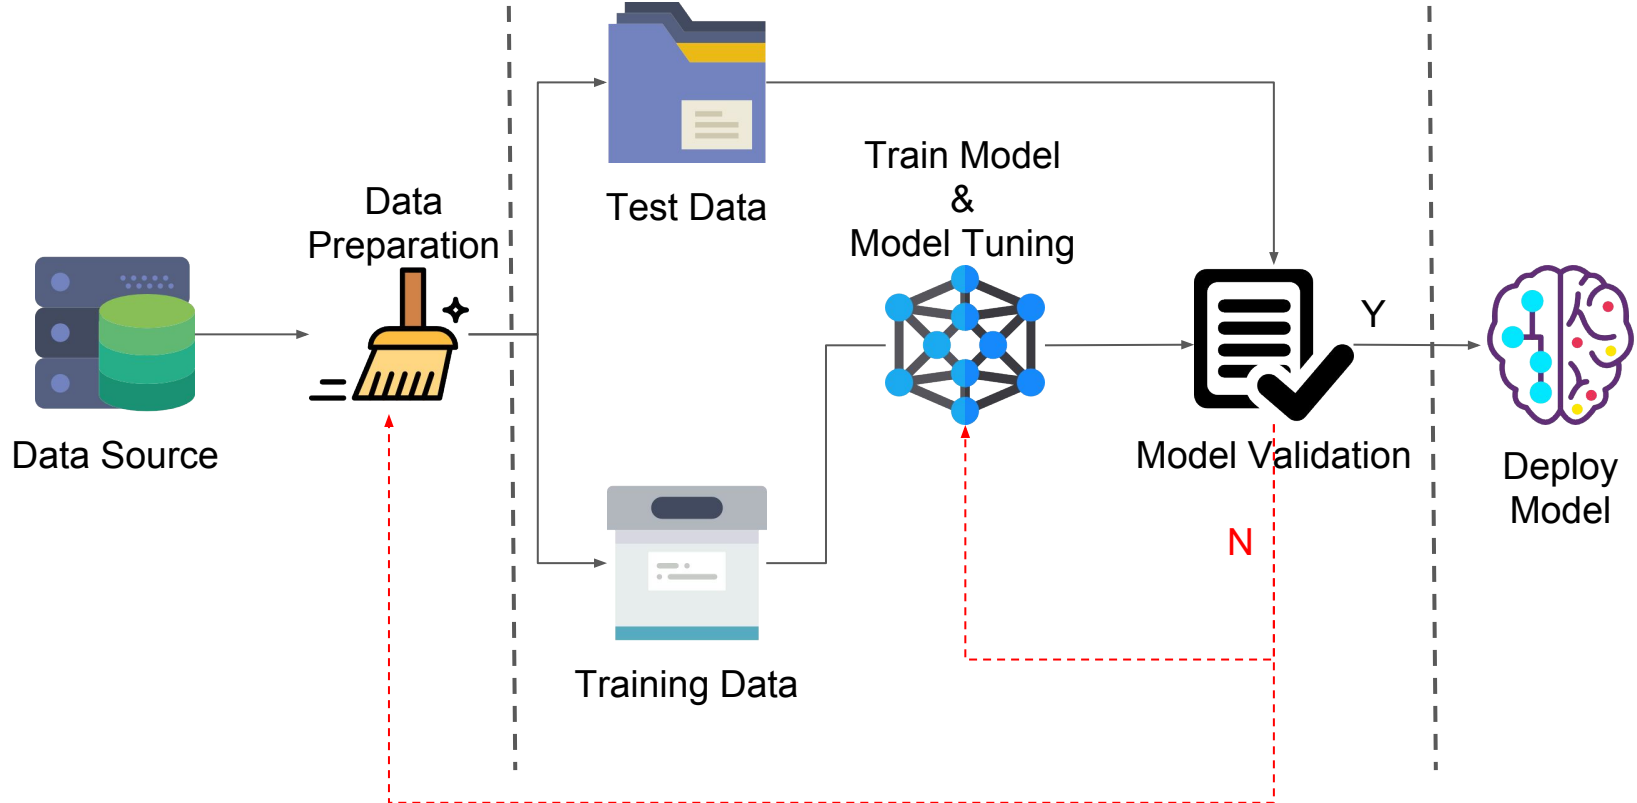 Data
Preparation
Data Source
Test Data
Training Data
Train Model
&
Model Tuning
Model Validation
Y
N
Deploy
Model